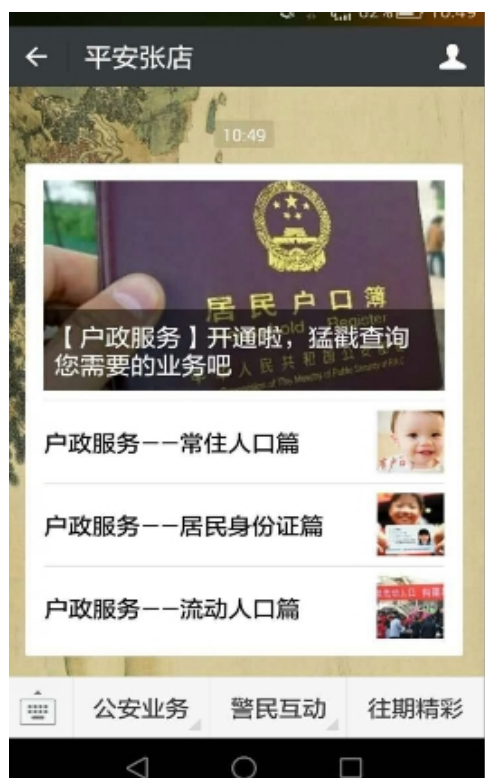 62% 10:49
平安张店
10:49
居民户口簿
【户政服务】开通啦，猛戳查询
您需要的业务吧
户政服务——常住人口篇
户政服务——居民身份证篇
户政服务——流动人口篇
公安业务
警民互动
往期精彩